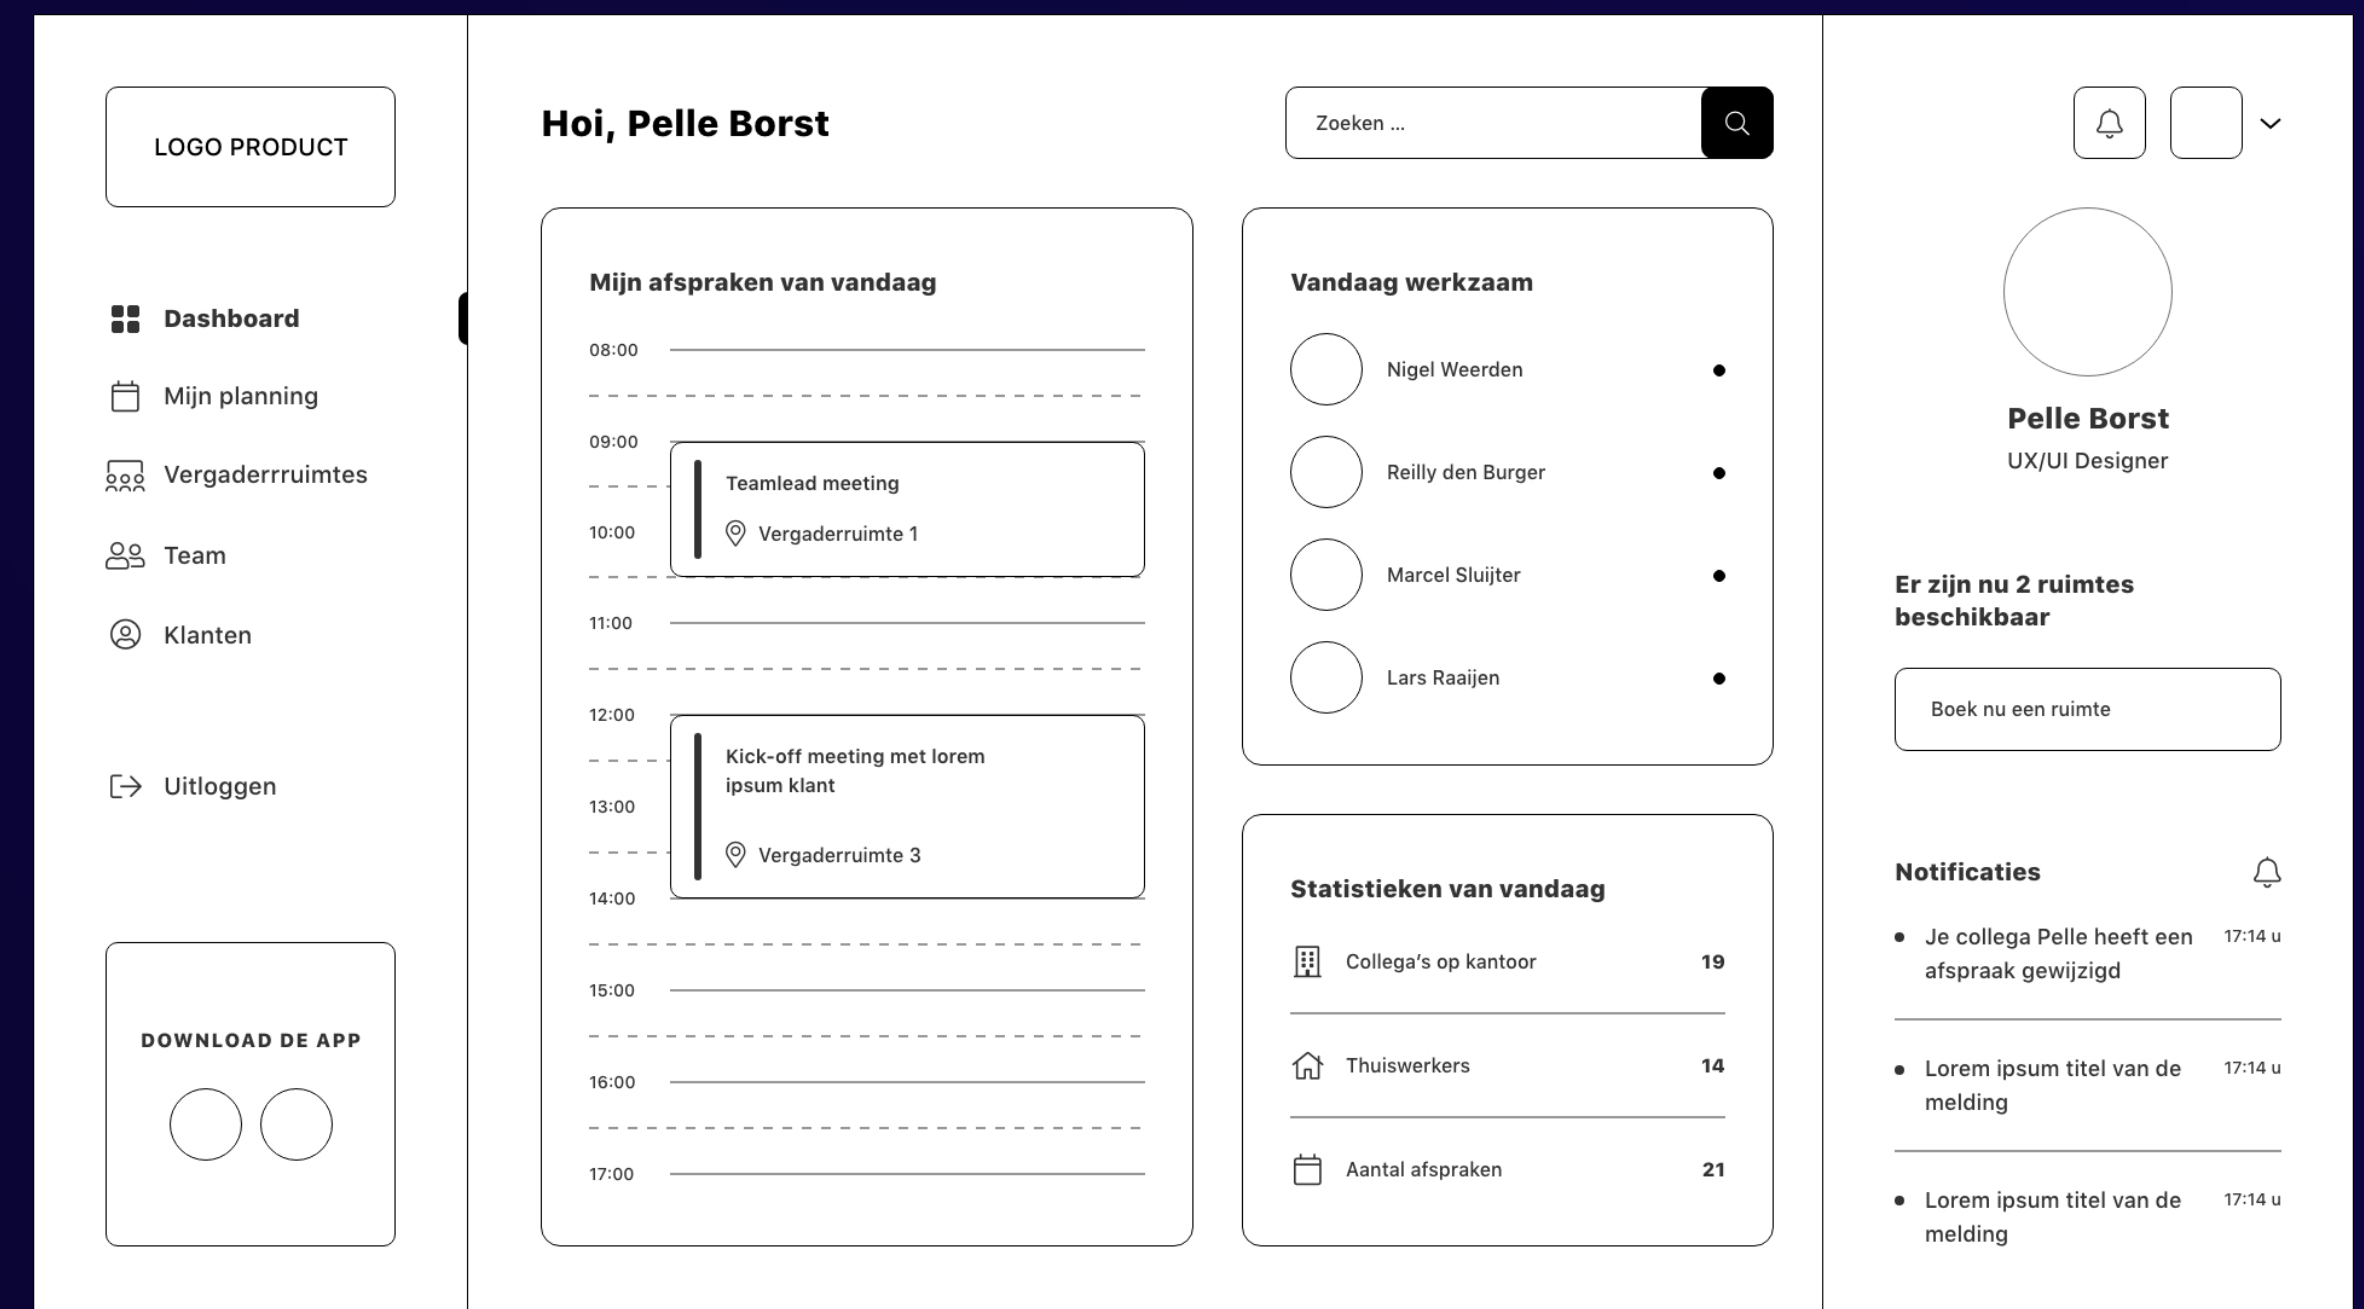 LOGO PRODUCT
Dashboard
Mijn planning
Vergaderrruimtes
Team
Klanten
Uitloggen
DOWNLOAD DE APP
Hoi, Pelle Borst
Zoeken ...
Mijn afspraken van vandaag
08:00
09:00
Teamlead meeting
10:00
Vergaderruimte 1
11:00
12:00
Kick-off meeting met lorem
ipsum klant
13:00
Vergaderruimte 3
14:00
15:00
16:00
17:00
Vandaag werkzaam
Nigel Weerden
Reilly den Burger
Marcel Sluijter
Lars Raaijen
Statistieken van vandaag
Collega’s op kantoor 19
Thuiswerkers 14
Aantal afspraken 21
Pelle Borst
UX/UI Designer
Er zijn nu 2 ruimtes
beschikbaar
Boek nu een ruimte
Notificaties
Je collega Pelle heeft een 17:14 u
afspraak gewijzigd
Lorem ipsum titel van de 17:14 u
melding
Lorem ipsum titel van de 17:14 u
melding